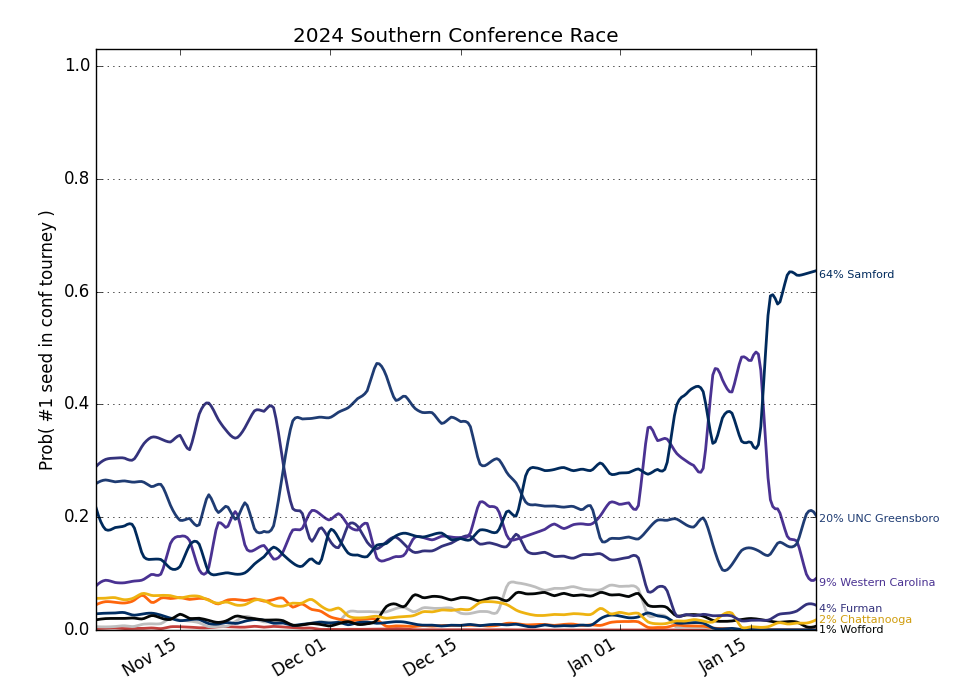 2024 Southern Conference Race
Prob( #1 seed in conf tourney )
1.0
0.8
0.6
0.4
0.2
0.0
Nov 15
Dec 01
Dec 15
Jan 01
Jan 15
64% Samford
20% UNC Greensboro
9% Western Carolina
4% Furman
2% Chattanooga
1% Wofford